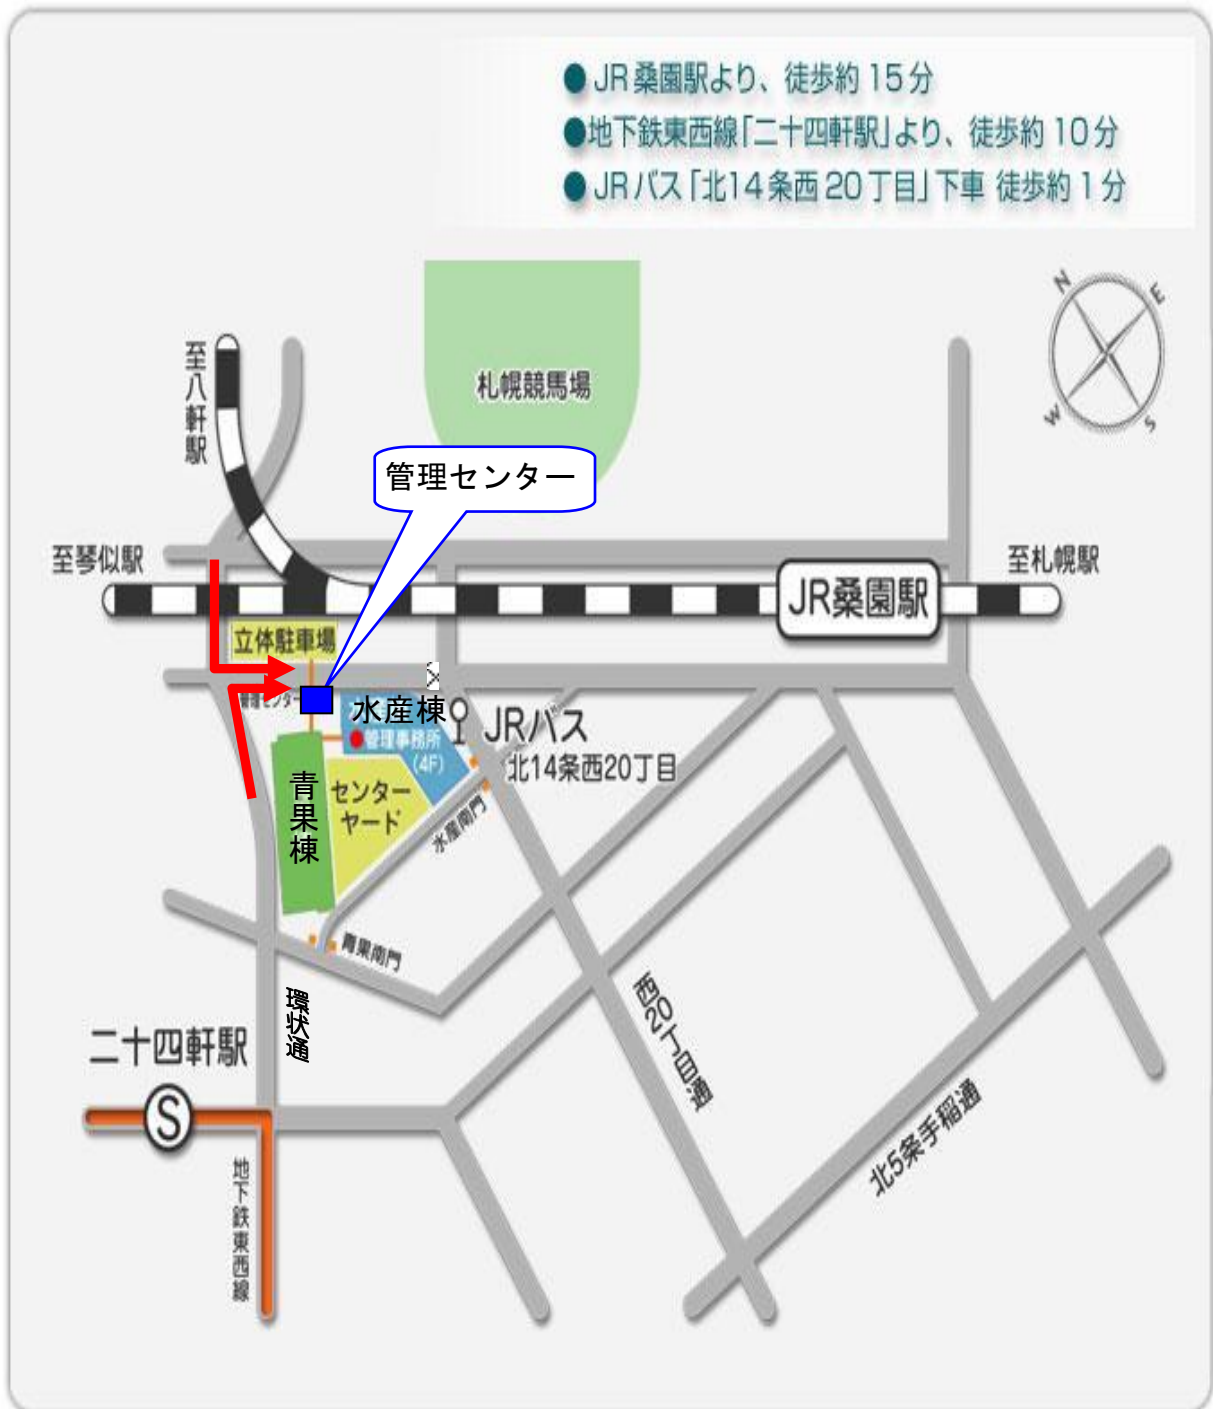 ● JR桑園駅より、徒歩約 15分
●地下鉄東西線「二十四軒駅」より、徒歩約 10分
● JRバス「北14条西 20丁目」下車 徒歩約 1分
N
E
W
S
至八軒駅
札幌競馬場
管理センター
至琴似駅
至札幌駅
JR桑園駅
立体駐車場
管理センター
水産棟
JRバス
北14条西20丁目
●管理事務所
(4F)
青果棟
センター
ヤード
水産南門
青果南門
環状通
西20丁目通
二十四軒駅
S
北5条手稲通
地下鉄東西線